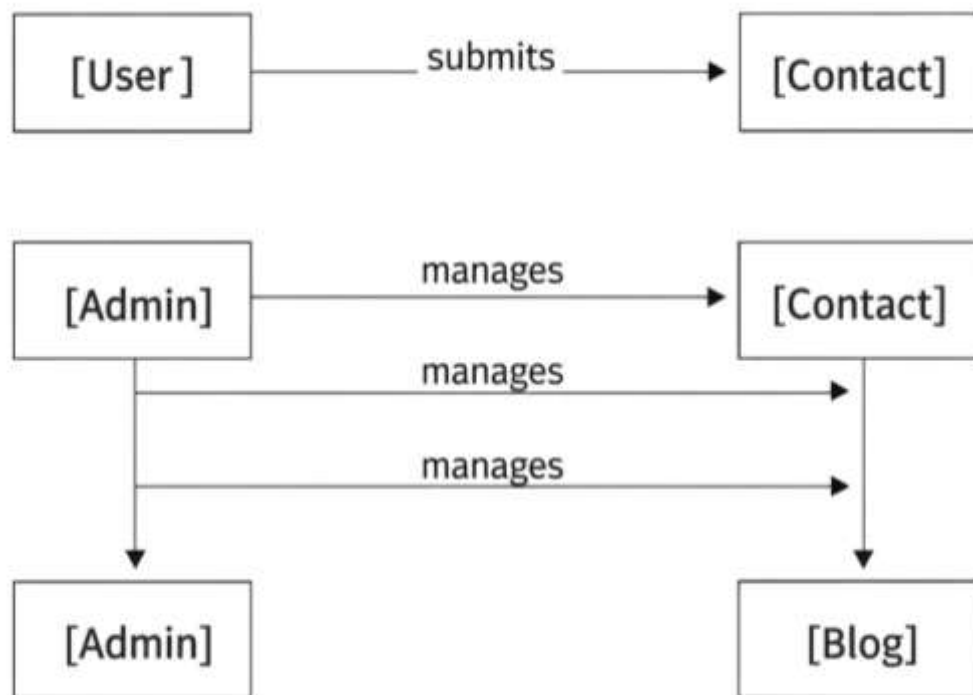 [User ]
submits
[Contact]
[Admin]
manages
[Contact]
manages
manages
[Admin]
[Blog]